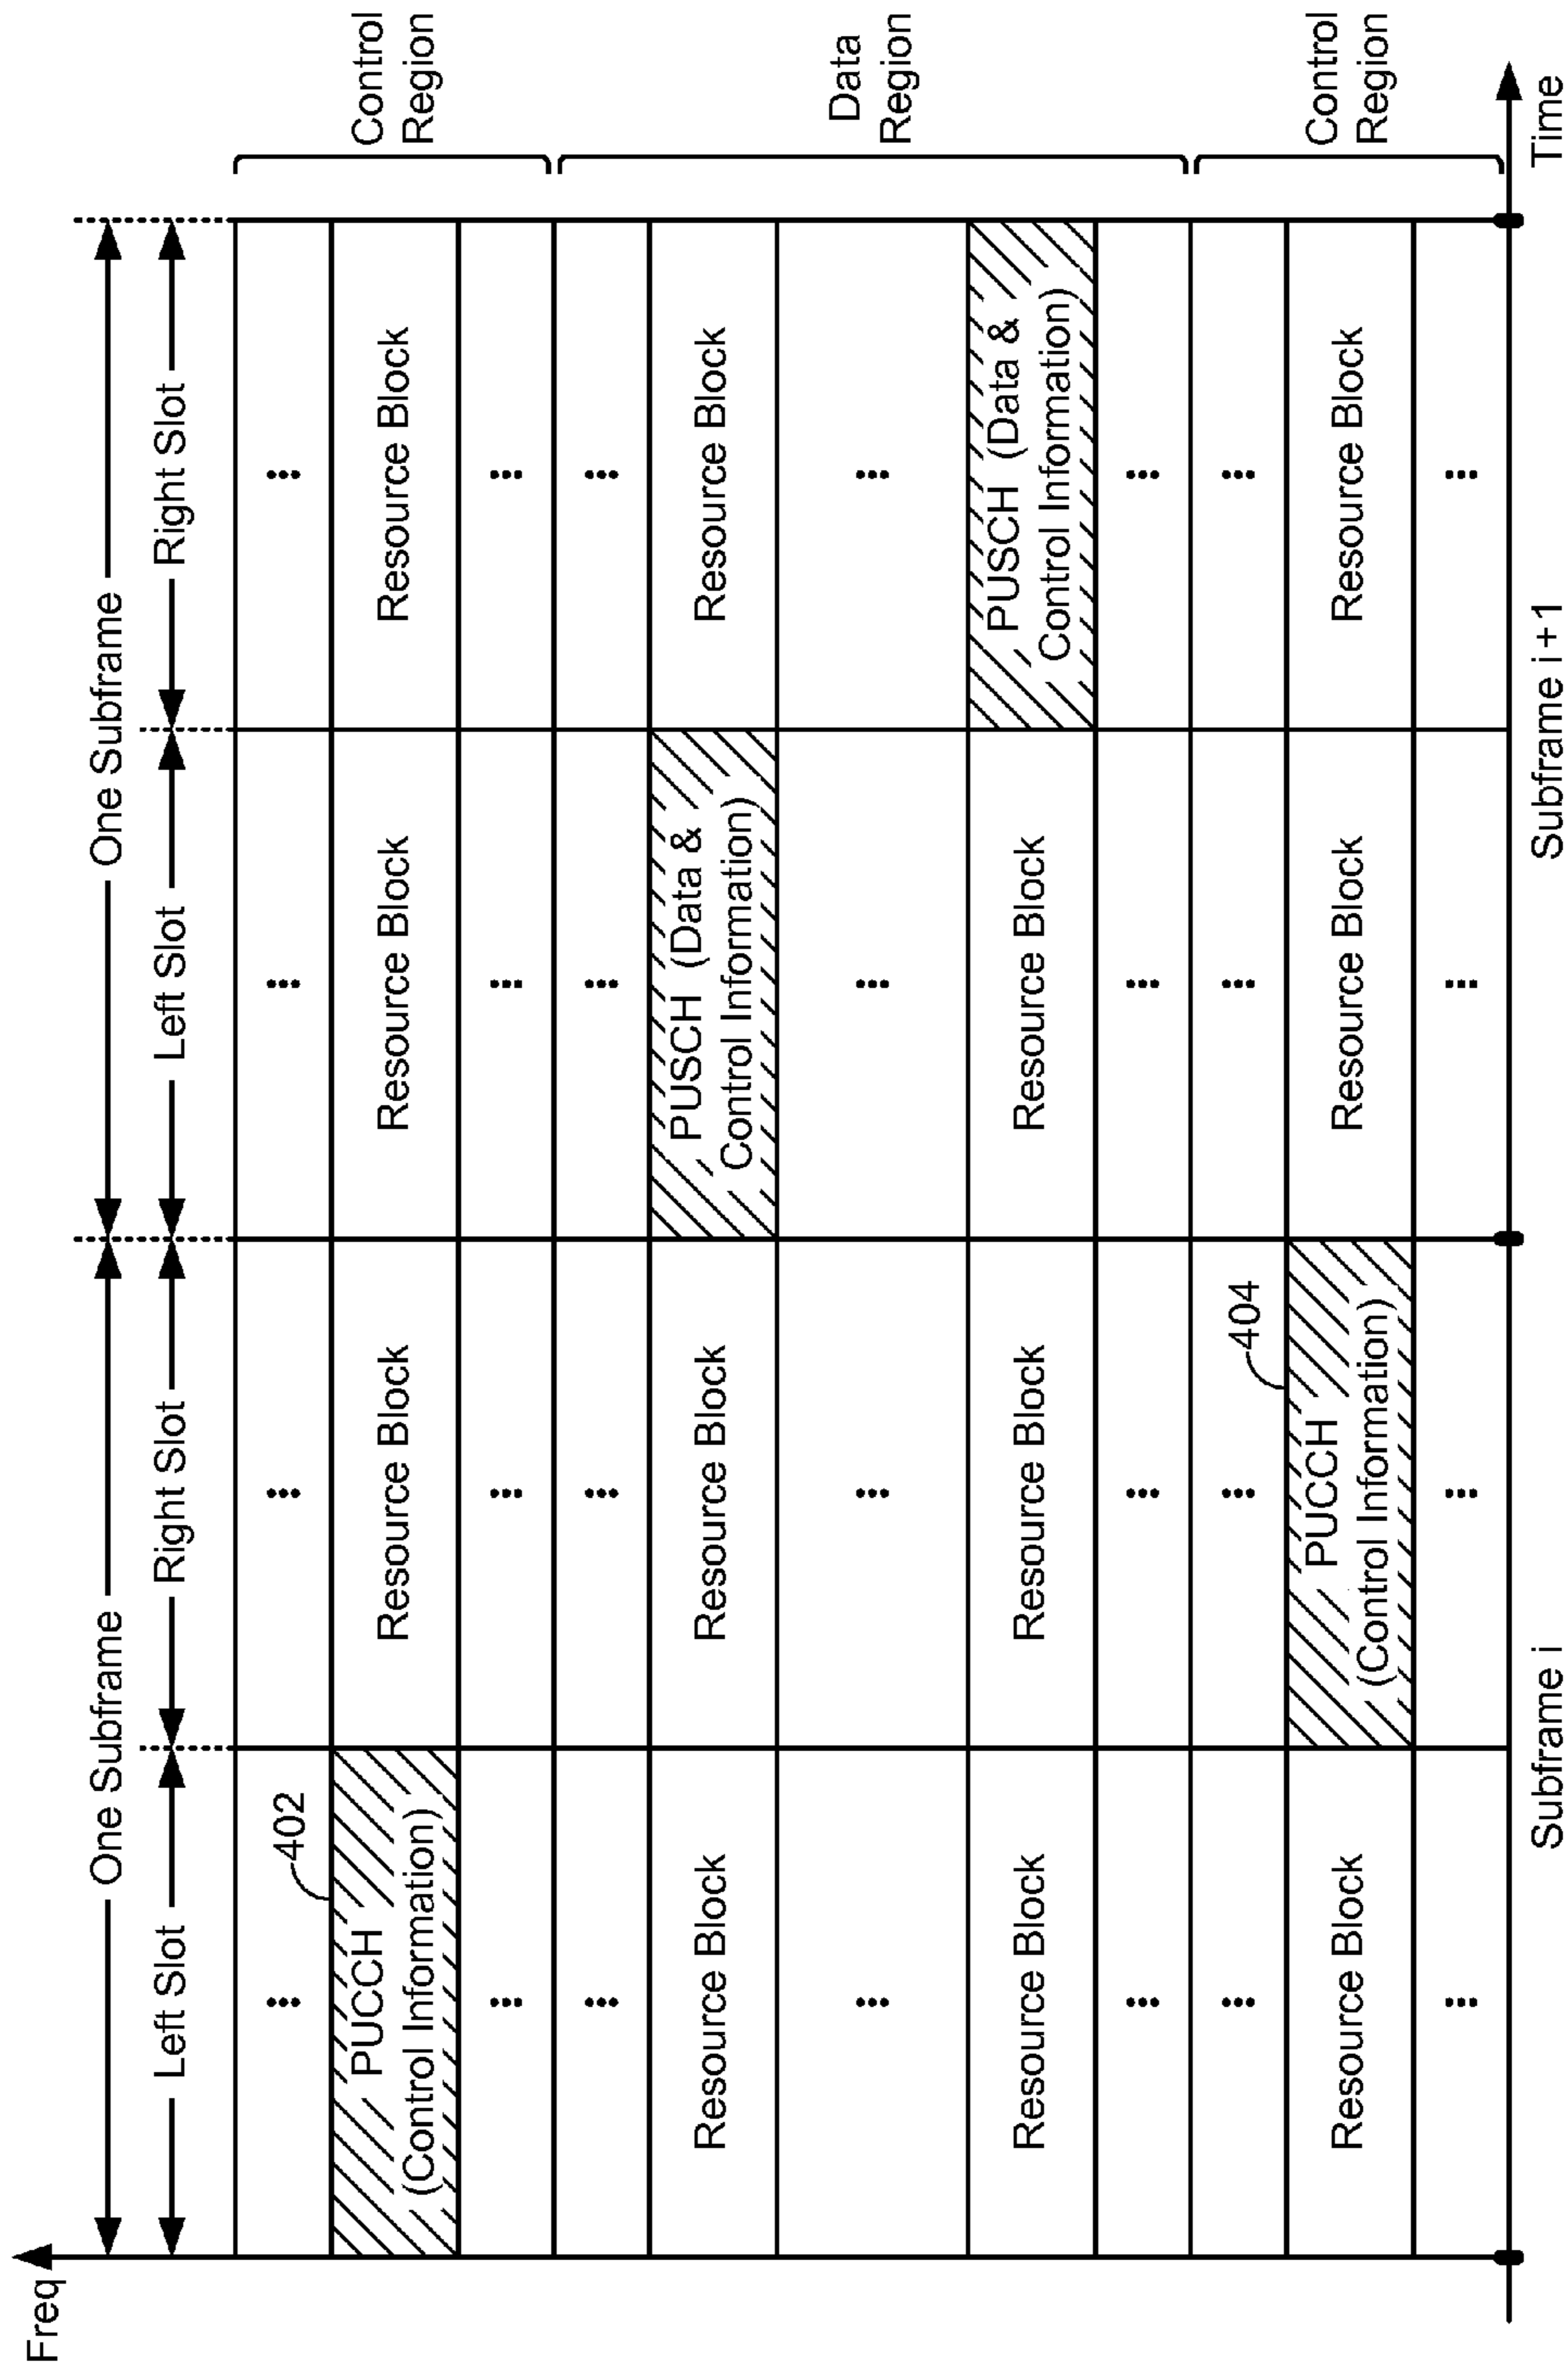 Freq
One Subframe
One Subframe
Left Slot
Right Slot
Left Slot
Right Slot
402
PUCCH
(Control Information)
Resource Block
Resource Block
Resource Block
Control
Region
Resource Block
Resource Block
PUSCH (Data &
Control Information)
Resource Block
Data
Region
Resource Block
Resource Block
Resource Block
PUSCH (Data &
Control Information)
404
Resource Block
PUCCH
(Control Information)
Resource Block
Resource Block
Control
Region
Subframe i
Subframe i + 1
Time